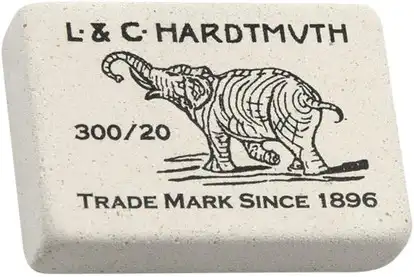 L. & C. HARDTMUTH
300/20
TRADE MARK SINCE 1896